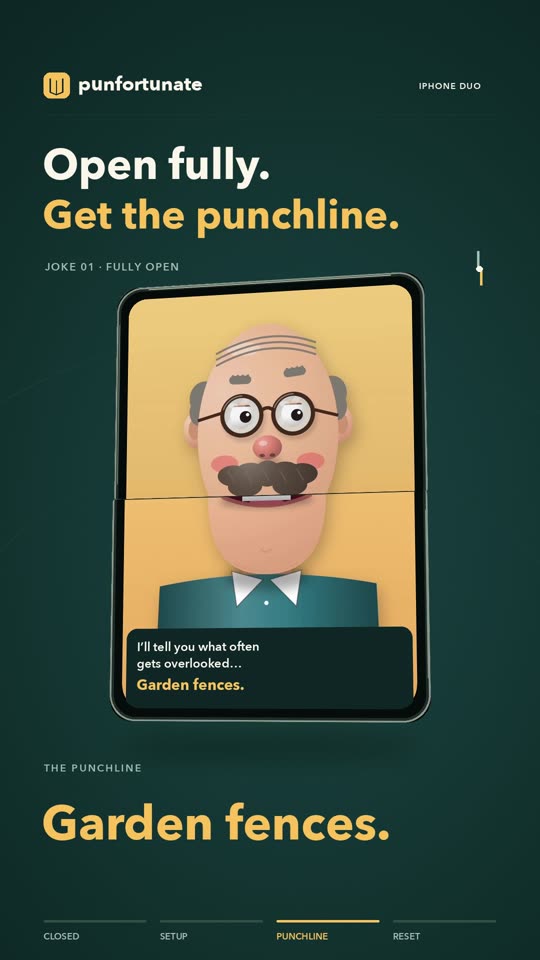 punfortunate
IPHONE DUO
Open fully.
Get the punchline.
JOKE 01 · FULLY OPEN
I'll tell you what often
gets overlooked...
Garden fences.
THE PUNCHLINE
Garden fences.
CLOSED
SETUP
PUNCHLINE
RESET